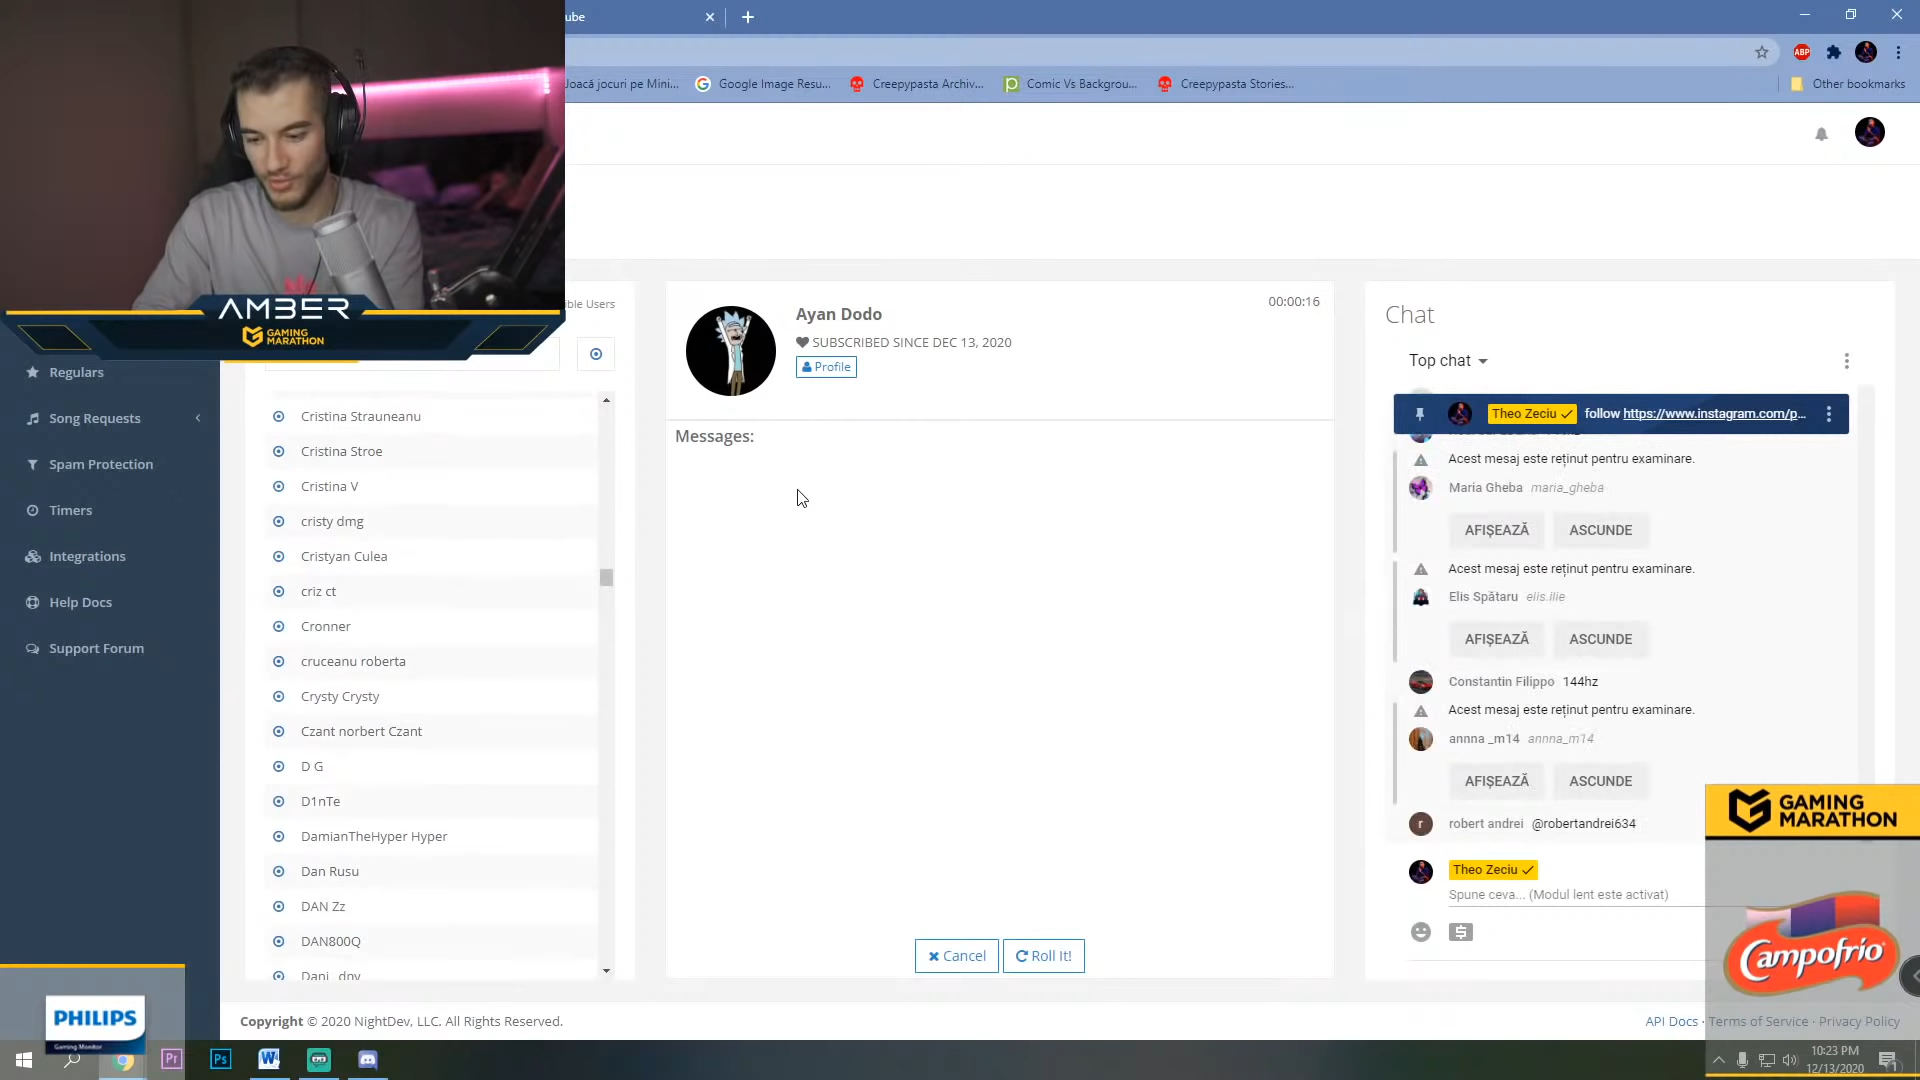 ube
Joacă jocuri pe Mini...
Google Image Resu...
Creepypasta Archiv...
Comic Vs Backgrou...
Creepypasta Stories...
Other bookmarks
ABP
AMBER
GAMING
MARATHON
Regulars
Song Requests
Spam Protection
Timers
Integrations
Help Docs
Support Forum
ible Users
Cristina Strauneanu
Cristina Stroe
Cristina V
cristy dmg
Cristyan Culea
criz ct
Cronner
cruceanu roberta
Crysty Crysty
Czant norbert Czant
D G
D1nTe
DamianTheHyper Hyper
Dan Rusu
DAN Zz
DAN800Q
Ayan Dodo
00:00:16
SUBSCRIBED SINCE DEC 13, 2020
Profile
Messages:
Cancel
Roll It!
Chat
Top chat
Theo Zeciu follow https://www.instagram.com/p...
Acest mesaj este reținut pentru examinare.
Maria Gheba maria_gheba
AFIȘEAZĂ ASCUNDE
Acest mesaj este reținut pentru examinare.
Elis Spătaru elis.ilie
AFIȘEAZĂ ASCUNDE
Constantin Filippo 144hz
Acest mesaj este reținut pentru examinare.
annna _m14 annna_m14
AFIȘEAZĂ ASCUNDE
r robert andrei @robertandrei634
Theo Zeciu
Spune ceva... (Modul lent este activat)
GAMING
MARATHON
Campofrío
PHILIPS
Gaming Monitor
Copyright © 2020 NightDev, LLC. All Rights Reserved.
API Docs · Terms of Service · Privacy Policy
Pr
Ps
W
10:23 PM
12/13/2020
1